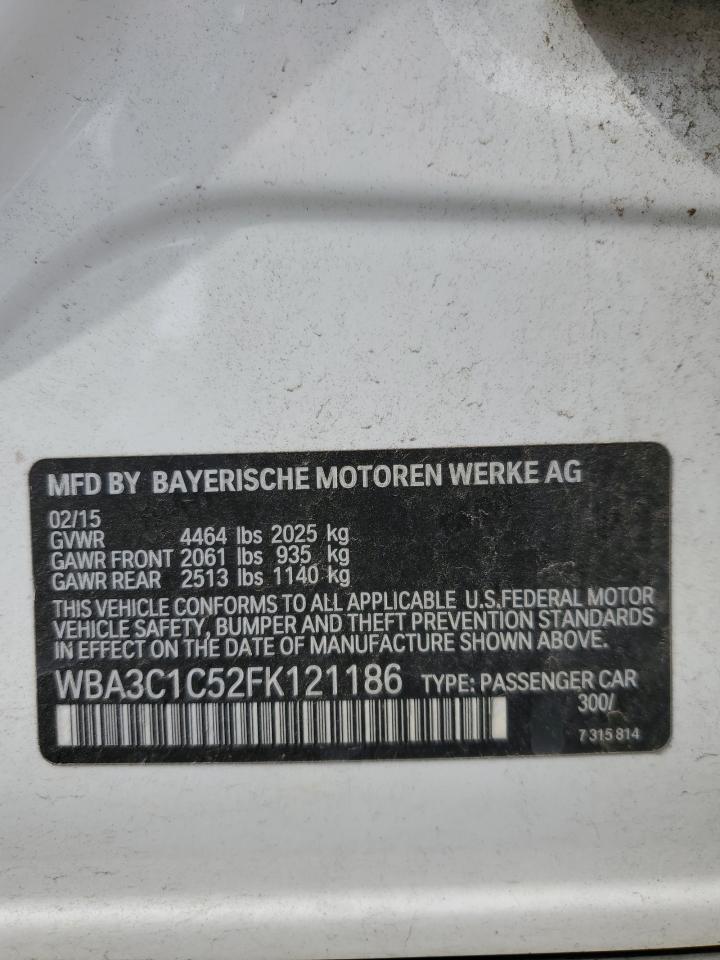 MFD BY BAYERISCHE MOTOREN WERKE AG
02/15
GVWR 4464 lbs 2025 kg
GAWR FRONT 2061 lbs 935 kg
GAWR REAR 2513 lbs 1140 kg
THIS VEHICLE CONFORMS TO ALL APPLICABLE U.S.FEDERAL MOTOR
VEHICLE SAFETY, BUMPER AND THEFT PREVENTION STANDARDS
IN EFFECT ON THE DATE OF MANUFACTURE SHOWN ABOVE.
WBA3C1C52FK121186 TYPE: PASSENGER CAR
300/
7 315 814